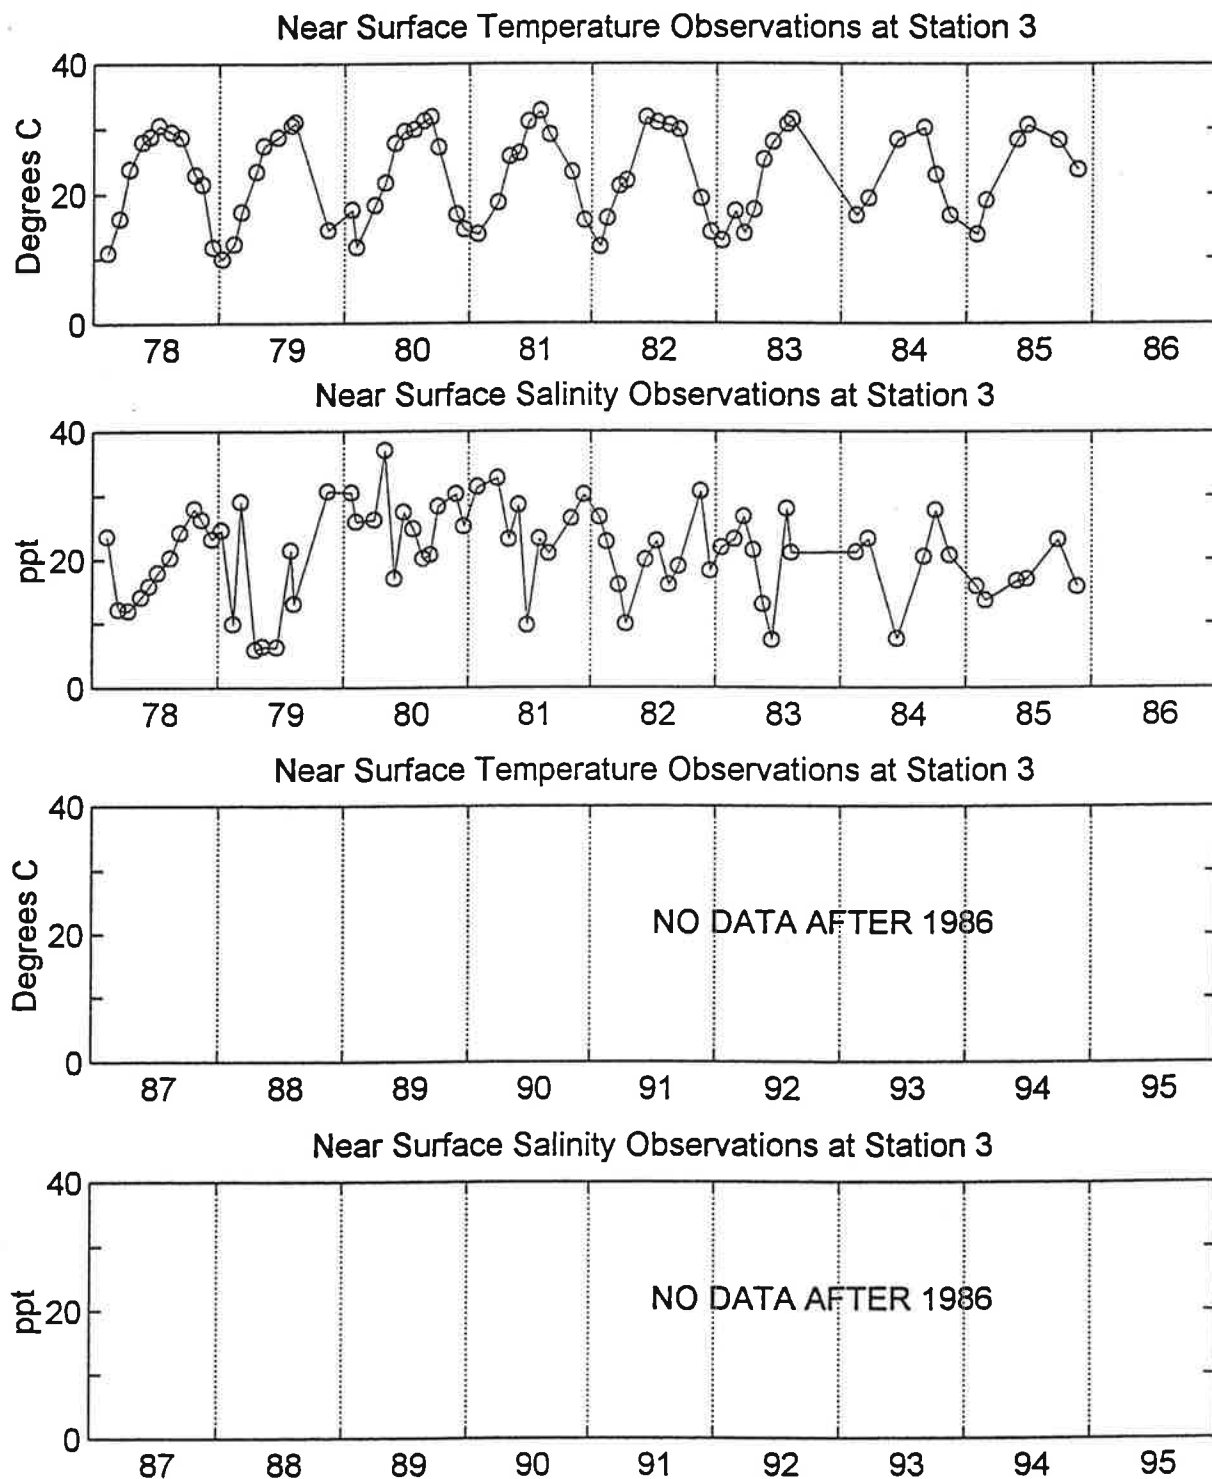 Near Surface Temperature Observations at Station 3
40
20
0
Degrees C
78 79 80 81 82 83 84 85 86
Near Surface Salinity Observations at Station 3
40
20
0
ppt
78 79 80 81 82 83 84 85 86
Near Surface Temperature Observations at Station 3
40
20
0
Degrees C
NO DATA AFTER 1986
87 88 89 90 91 92 93 94 95
Near Surface Salinity Observations at Station 3
40
20
0
ppt
NO DATA AFTER 1986
87 88 89 90 91 92 93 94 95